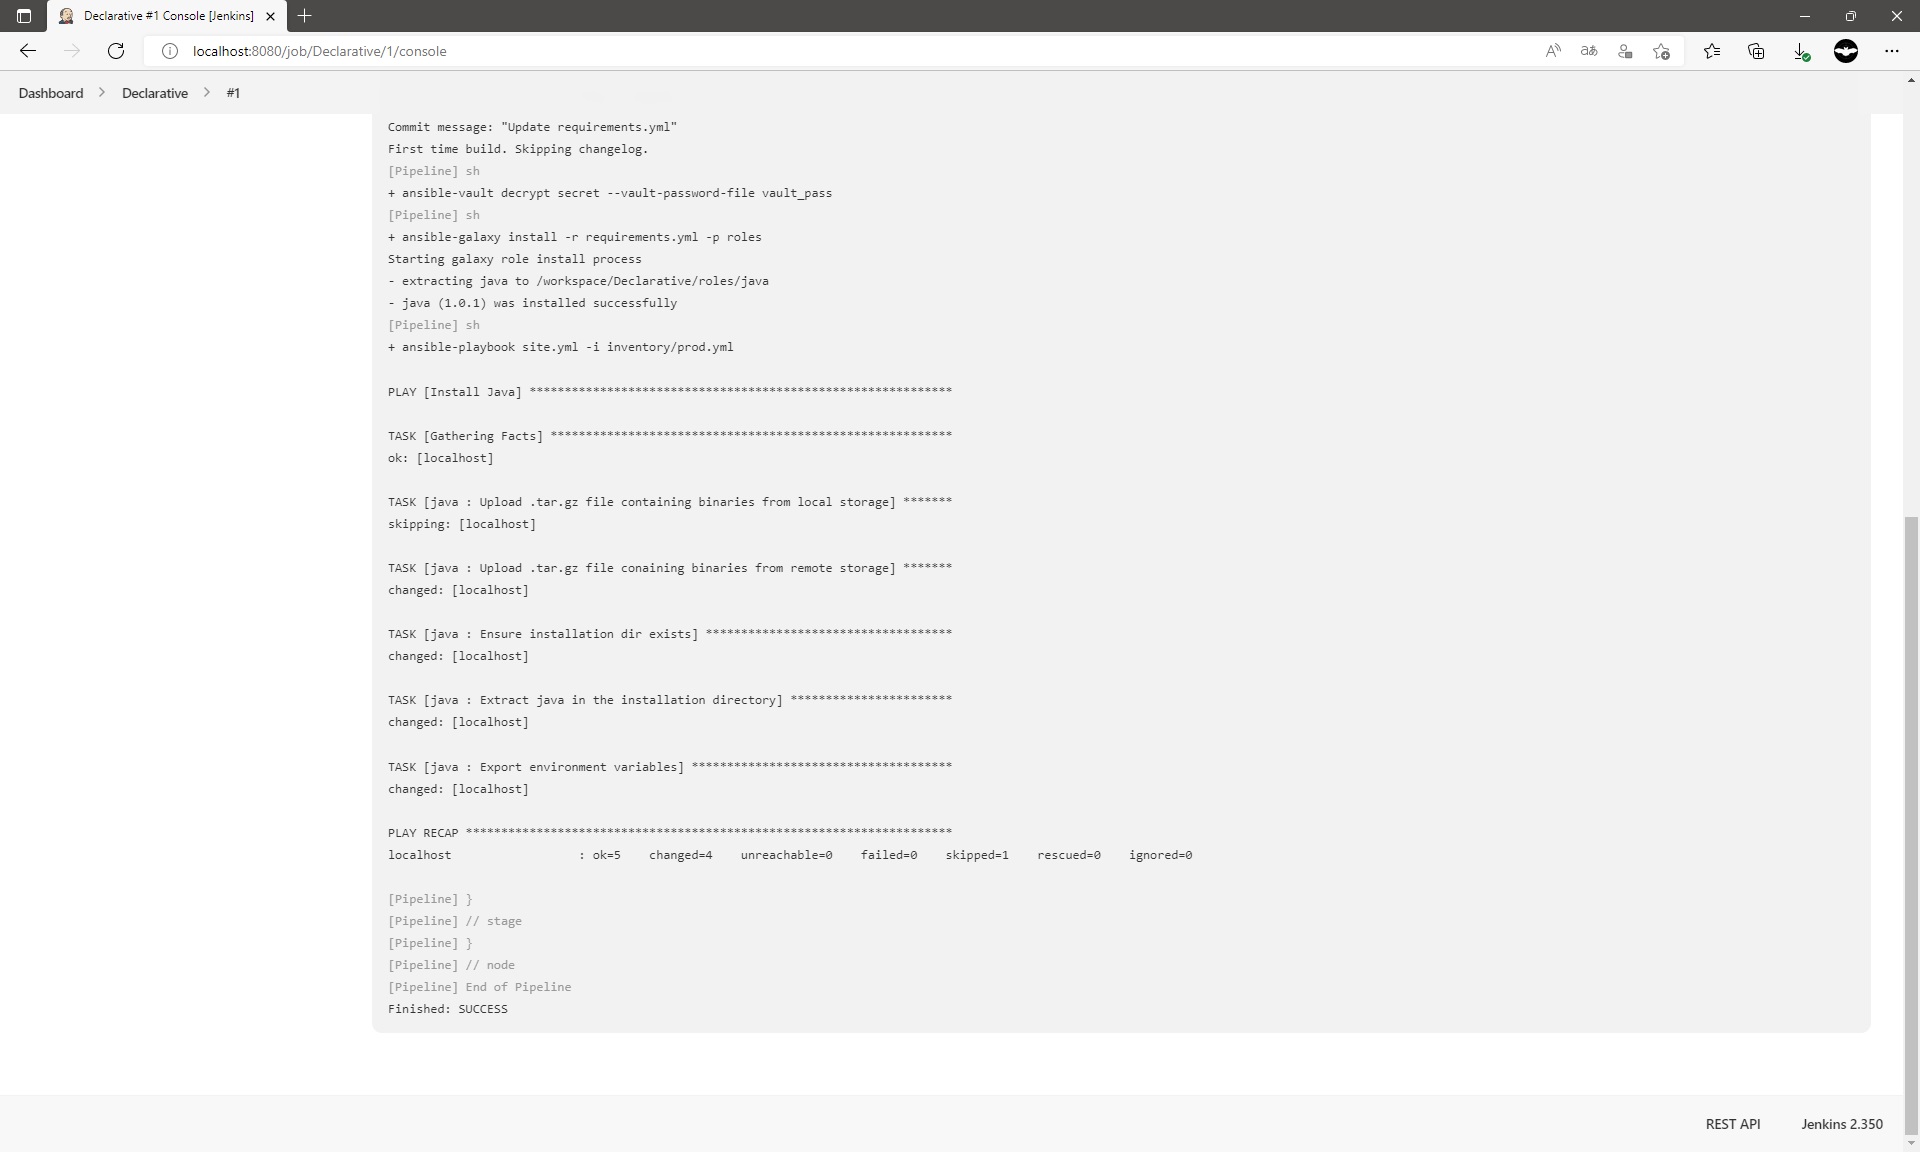 Declarative #1 Console [Jenkins]
localhost:8080/job/Declarative/1/console
Dashboard
Declarative
#1
Commit message: "Update requirements.yml"
First time build. Skipping changelog.
[Pipeline] sh
+ ansible-vault decrypt secret --vault-password-file vault_pass
[Pipeline] sh
+ ansible-galaxy install -r requirements.yml -p roles
Starting galaxy role install process
- extracting java to /workspace/Declarative/roles/java
- java (1.0.1) was installed successfully
[Pipeline] sh
+ ansible-playbook site.yml -i inventory/prod.yml
PLAY [Install Java] ************************************************************
TASK [Gathering Facts] *********************************************************
ok: [localhost]
TASK [java : Upload .tar.gz file containing binaries from local storage] *******
skipping: [localhost]
TASK [java : Upload .tar.gz file conaining binaries from remote storage] *******
changed: [localhost]
TASK [java : Ensure installation dir exists] ***********************************
changed: [localhost]
TASK [java : Extract java in the installation directory] ***********************
changed: [localhost]
TASK [java : Export environment variables] *************************************
changed: [localhost]
PLAY RECAP *********************************************************************
localhost                  : ok=5    changed=4    unreachable=0    failed=0    skipped=1    rescued=0    ignored=0
[Pipeline] }
[Pipeline] // stage
[Pipeline] }
[Pipeline] // node
[Pipeline] End of Pipeline
Finished: SUCCESS
REST API
Jenkins 2.350